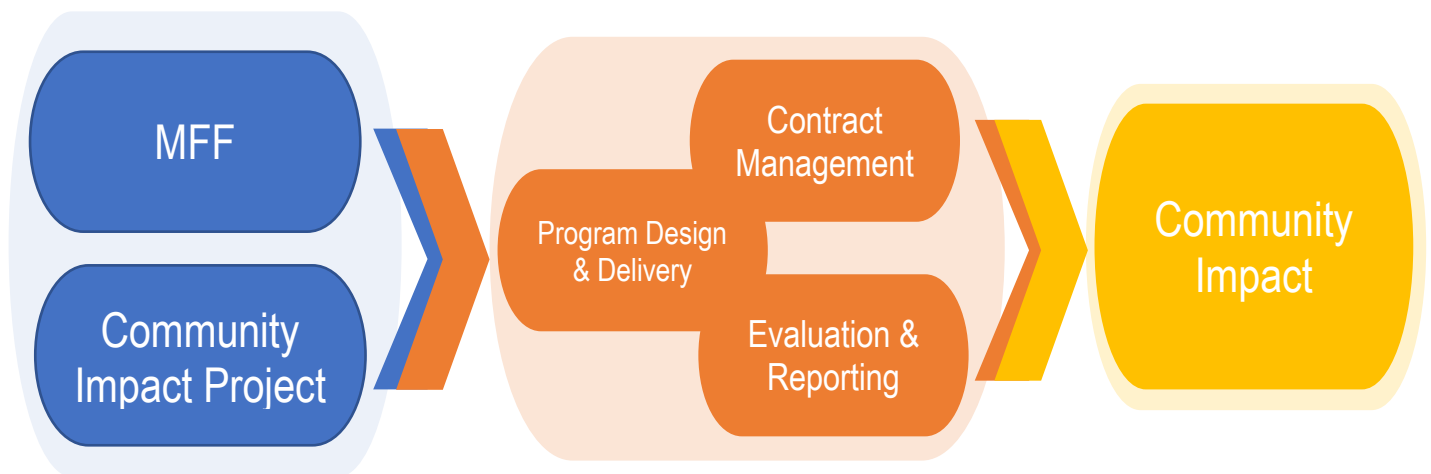 MFF
Community
Impact Project
Program Design
& Delivery
Contract
Management
Evaluation &
Reporting
Community
Impact